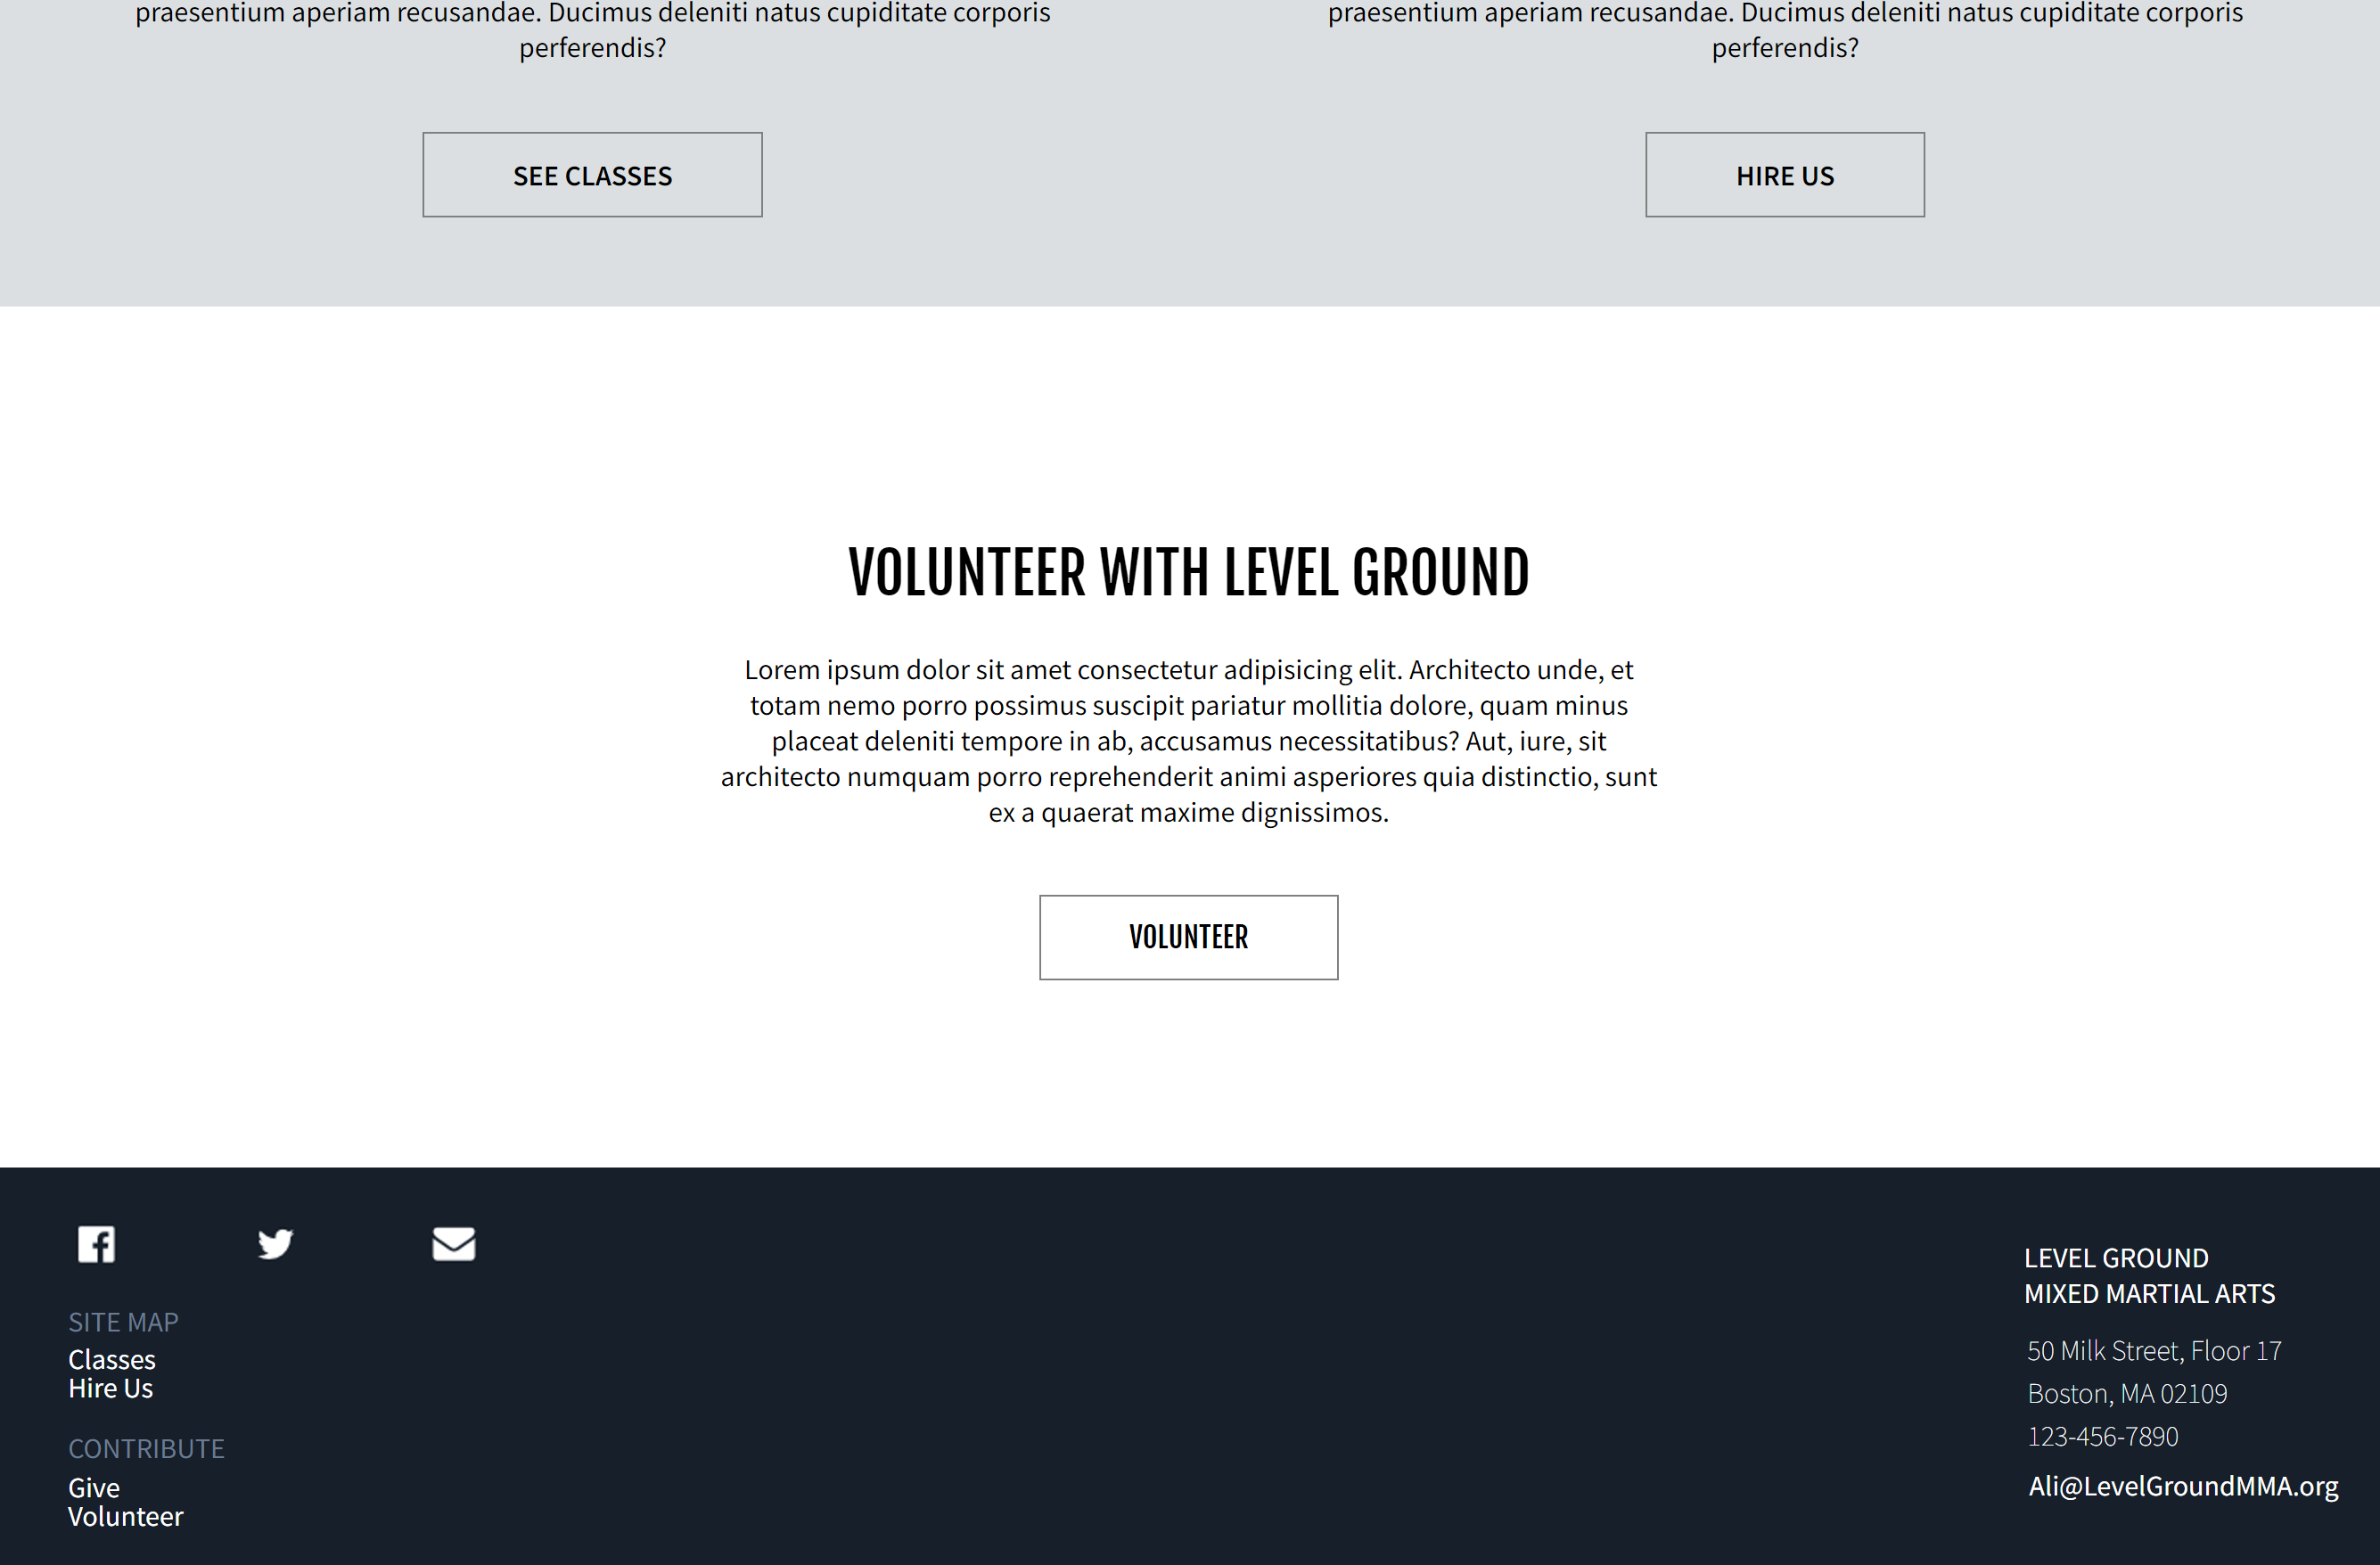 praesentium aperiam recusandae. Ducimus deleniti natus cupiditate corporis
perferendis?
SEE CLASSES
praesentium aperiam recusandae. Ducimus deleniti natus cupiditate corporis
perferendis?
HIRE US
VOLUNTEER WITH LEVEL GROUND
Lorem ipsum dolor sit amet consectetur adipisicing elit. Architecto unde, et
totam nemo porro possimus suscipit pariatur mollitia dolore, quam minus
placeat deleniti tempore in ab, accusamus necessitatibus? Aut, iure, sit
architecto numquam porro reprehenderit animi asperiores quia distinctio, sunt
ex a quaerat maxime dignissimos.
VOLUNTEER
SITE MAP
Classes
Hire Us
CONTRIBUTE
Give
Volunteer
LEVEL GROUND
MIXED MARTIAL ARTS
50 Milk Street, Floor 17
Boston, MA 02109
123-456-7890
Ali@LevelGroundMMA.org